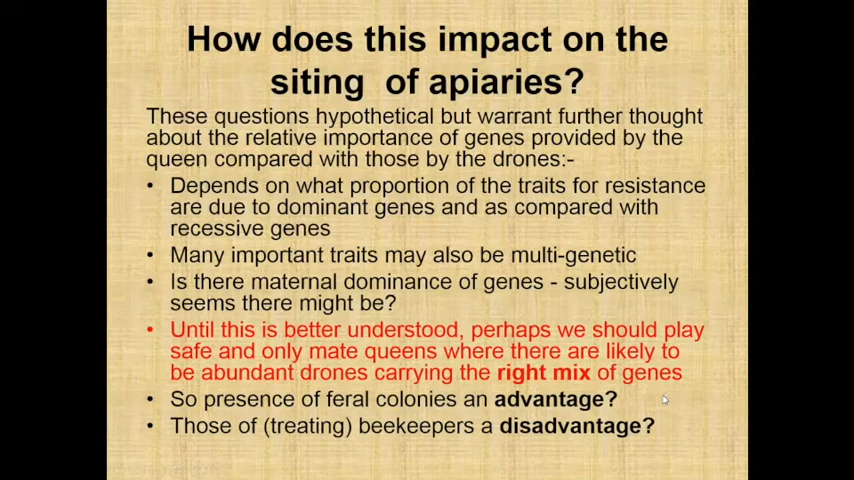 How does this impact on the
siting of apiaries?
These questions hypothetical but warrant further thought
about the relative importance of genes provided by the
queen compared with those by the drones:-
• Depends on what proportion of the traits for resistance
are due to dominant genes and as compared with
recessive genes
• Many important traits may also be multi-genetic
• Is there maternal dominance of genes - subjectively
seems there might be?
• Until this is better understood, perhaps we should play
safe and only mate queens where there are likely to
be abundant drones carrying the right mix of genes
• So presence of feral colonies an advantage?
• Those of (treating) beekeepers a disadvantage?